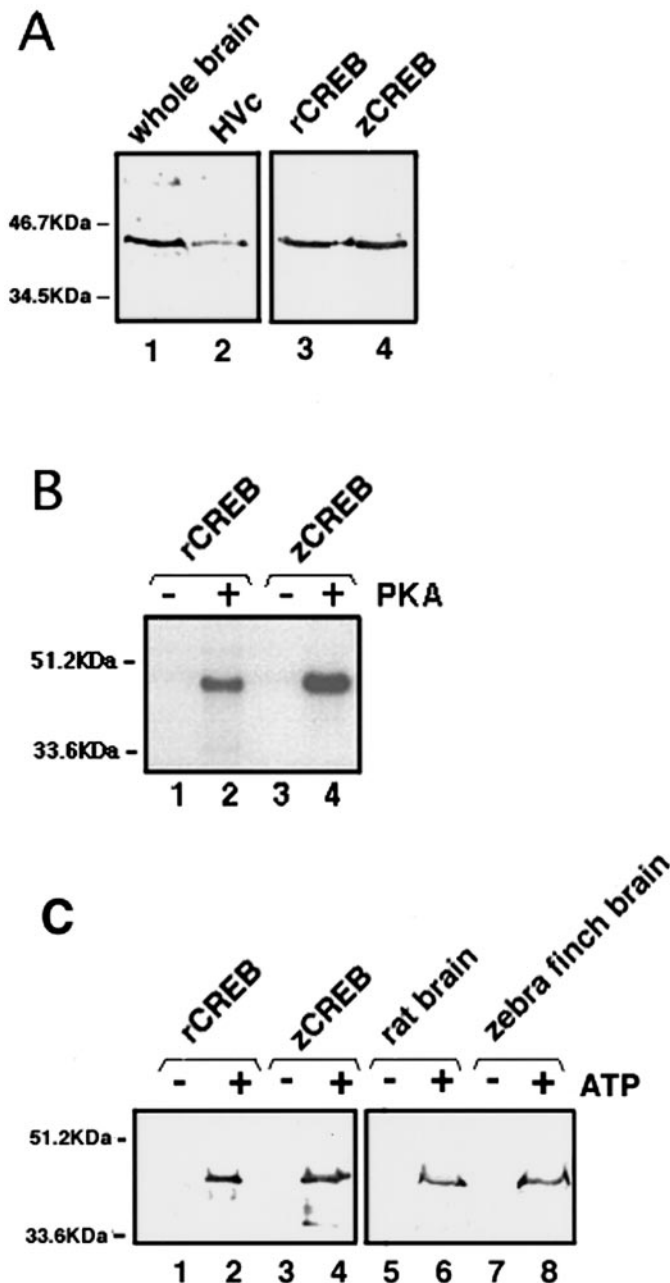 A
whole brain HVc rCREB zCREB
46.7KDa –
34.5KDa –
1 2 3 4
B
rCREB zCREB
- + - + PKA
51.2KDa –
33.6KDa –
1 2 3 4
C
rCREB zCREB rat brain zebra finch brain
- + - + - + - + ATP
51.2KDa –
33.6KDa –
1 2 3 4 5 6 7 8